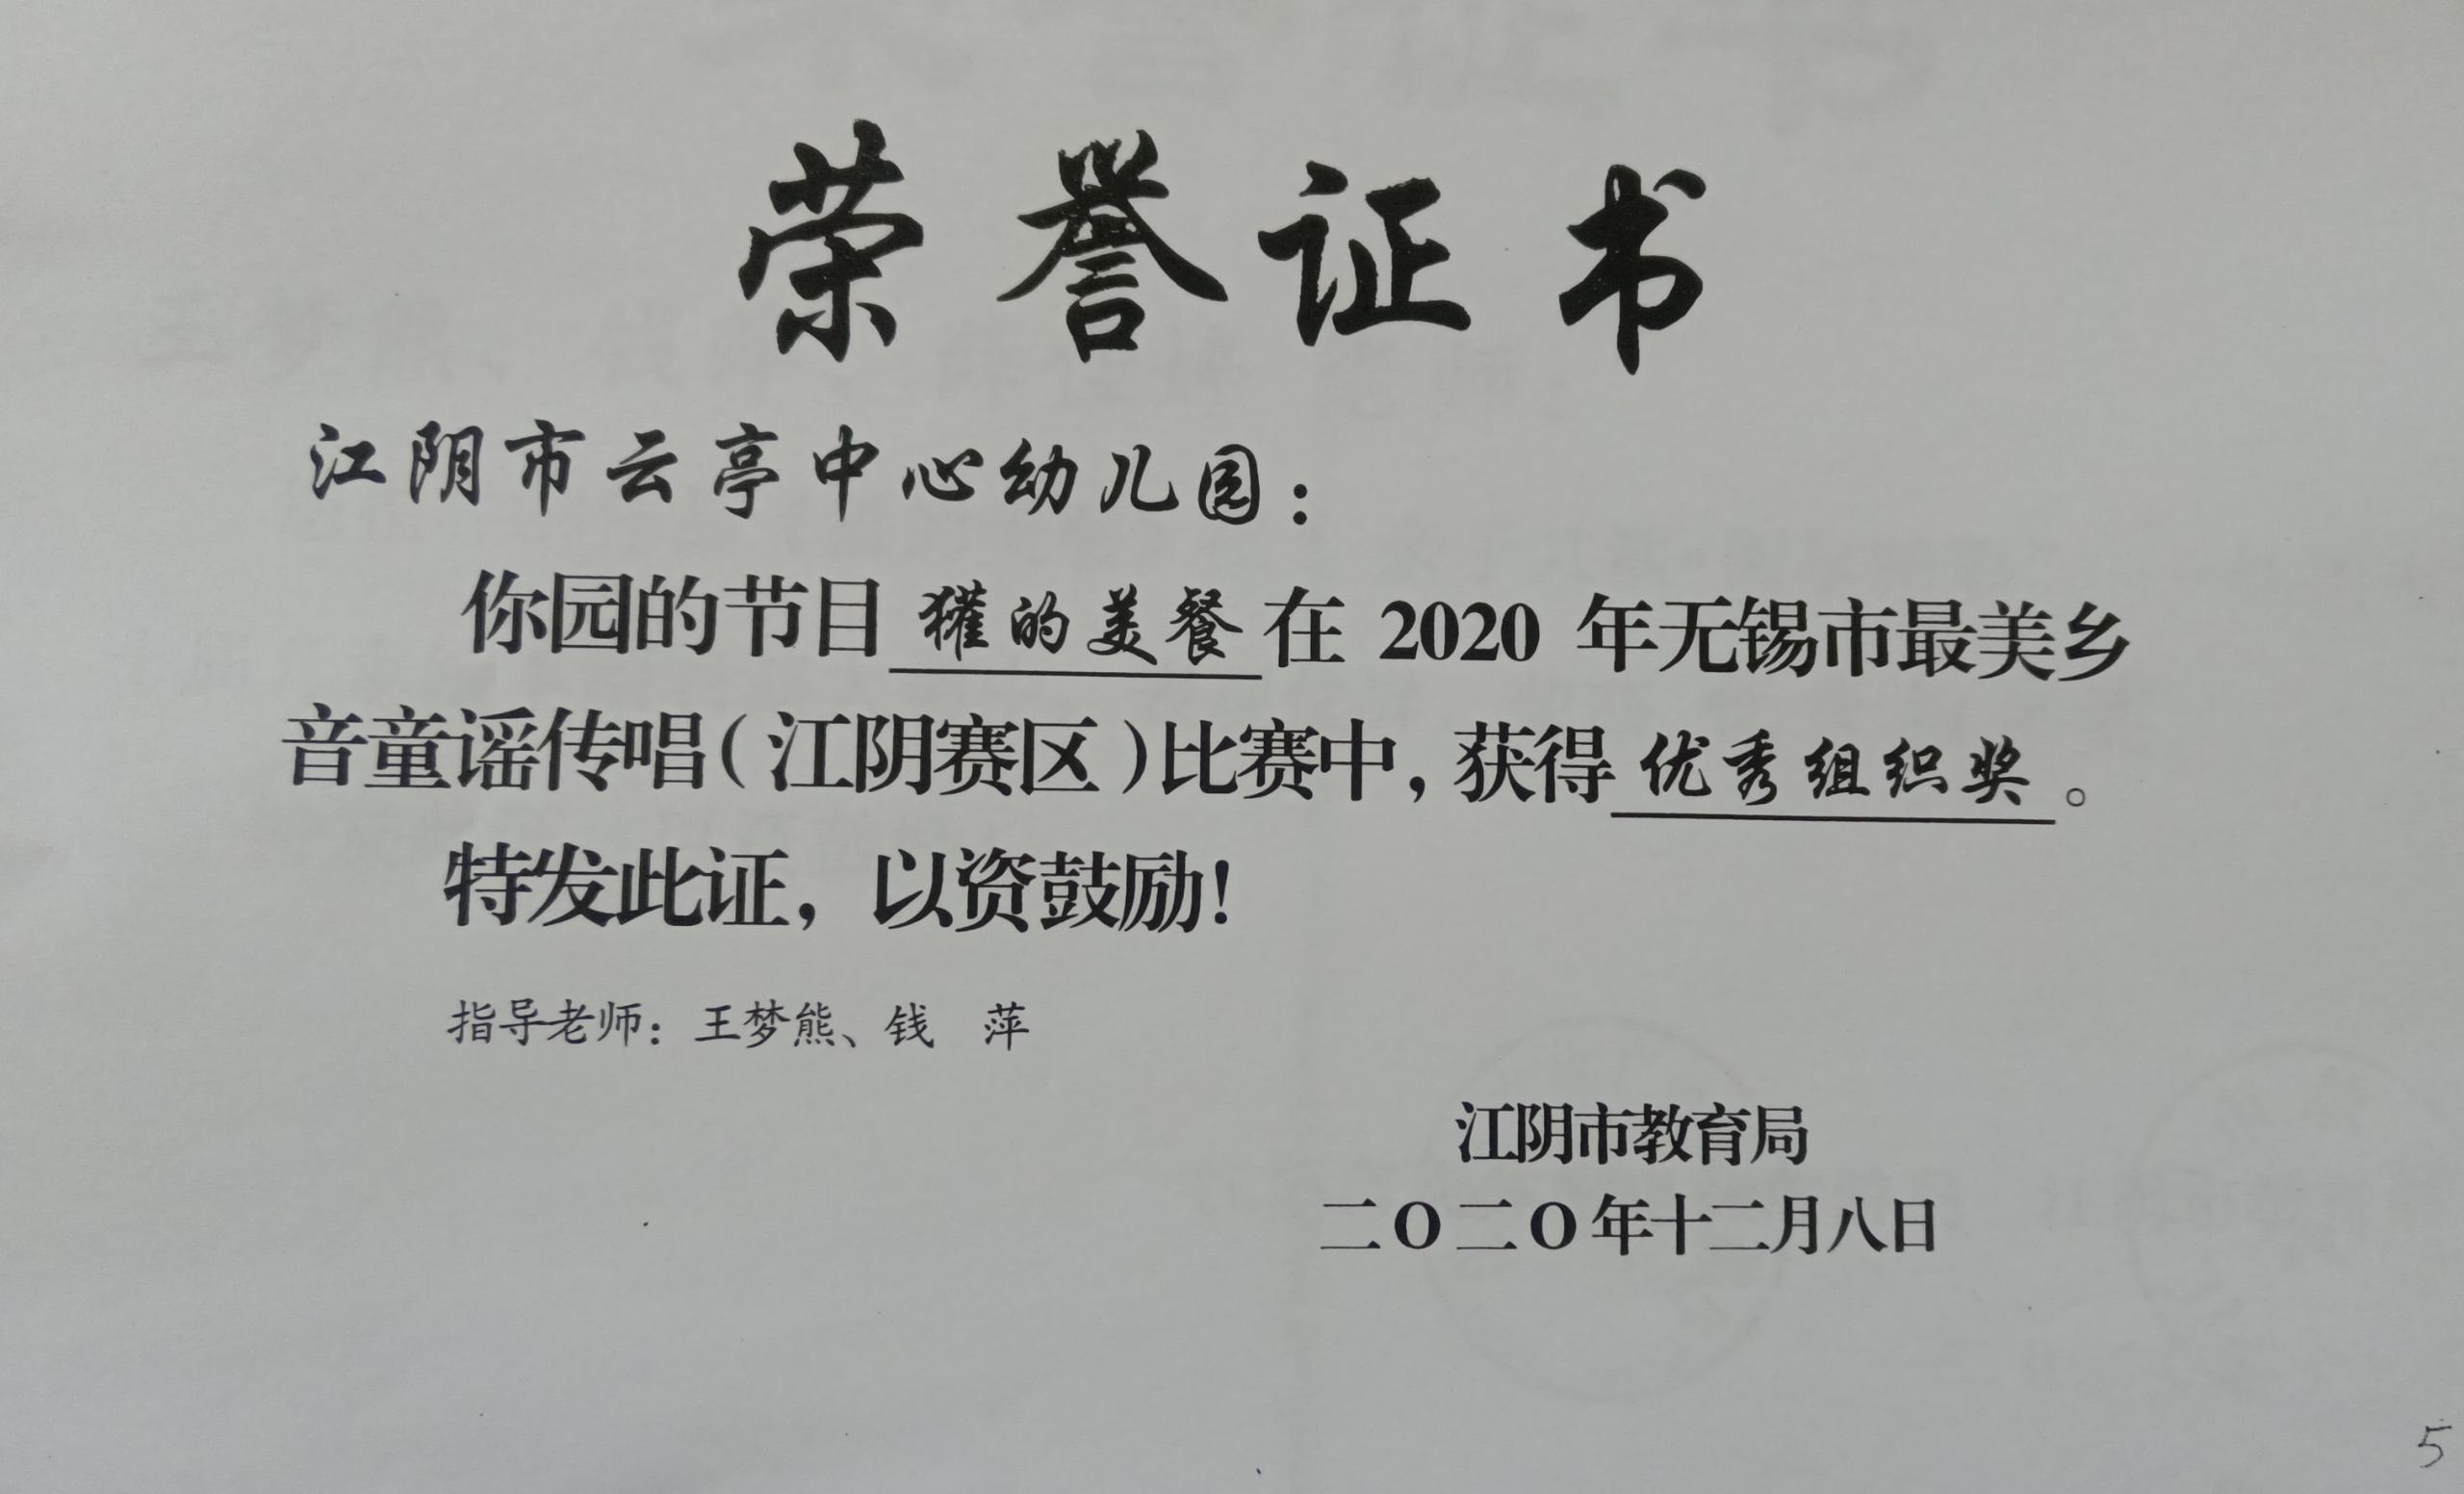 荣誉证书
江阴市云亭中心幼儿园：
你园的节目 獾的美餐 在 2020 年无锡市最美乡
音童谣传唱（江阴赛区）比赛中，获得 优秀组织奖 。
特发此证，以资鼓励！
指导老师：王梦熊、钱　萍
江阴市教育局
二〇二〇年十二月八日
5